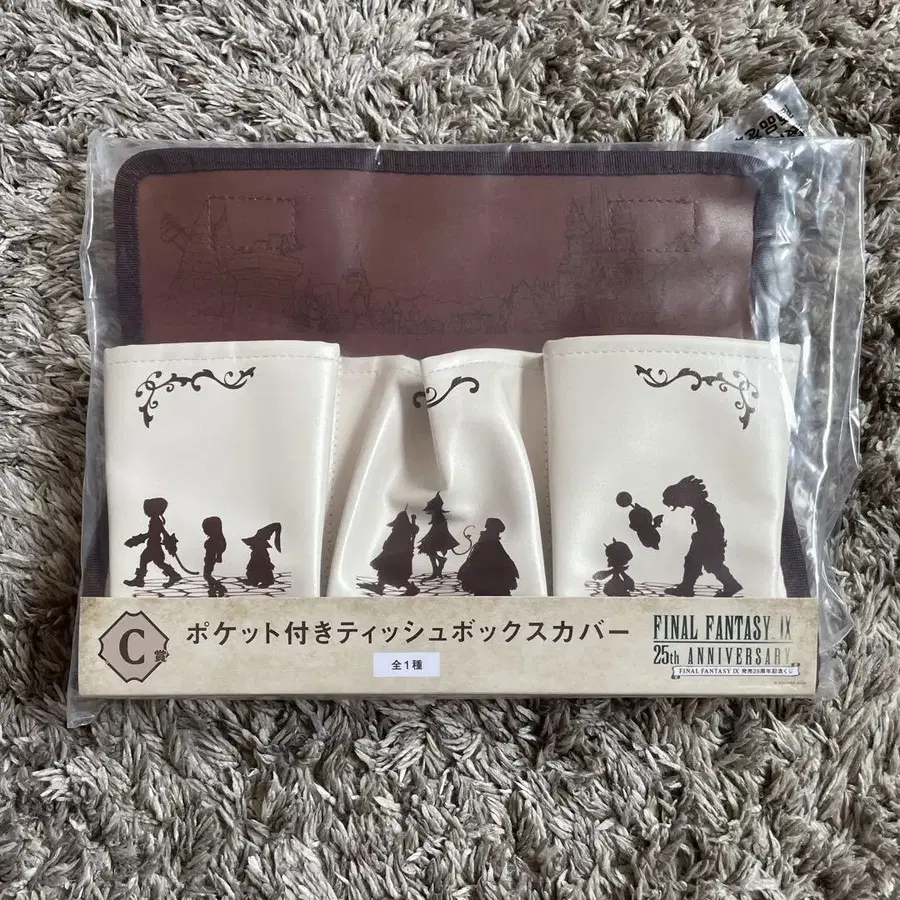 C賞
ポケット付きティッシュボックスカバー
全1種
FINAL FANTASY IX
25th ANNIVERSARY
FINAL FANTASY IX 発売25周年記念くじ